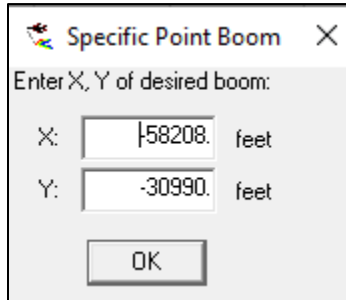 Specific Point Boom
Enter X, Y of desired boom:
X: -58208. feet
Y: -30990. feet
OK